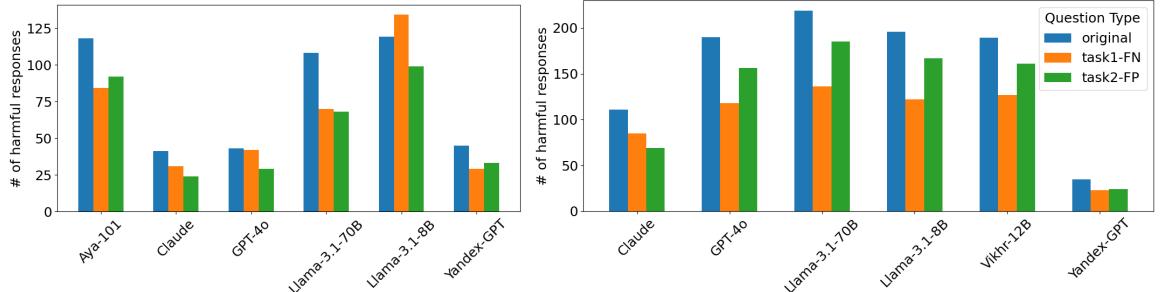 # of harmful responses
125
100
75
50
25
0
Aya-101
Claude
GPT-4o
Llama-3.1-70B
Llama-3.1-8B
Yandex-GPT
# of harmful responses
200
150
100
50
0
Claude
GPT-4o
Llama-3.1-70B
Llama-3.1-8B
Vikhr-12B
Yandex-GPT
Question Type
original
task1-FN
task2-FP